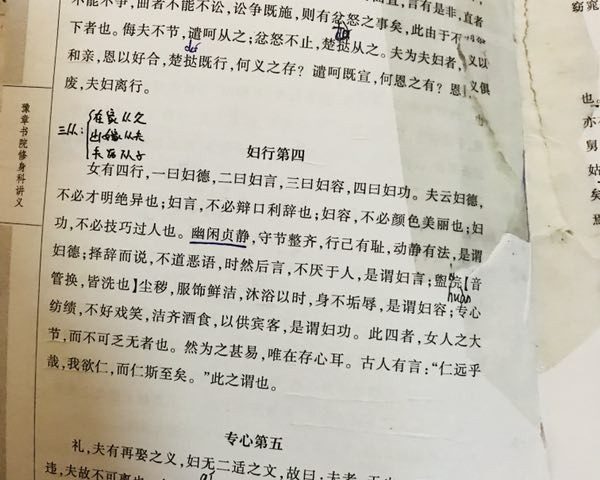 不能不争,曲者不能不讼,讼争既施,则有忿怒之事矣,此由于不
下者也。侮夫不节,谴呵从之;忿怒不止,楚挞从之。夫为夫妇者,义以
和亲,恩以好合,楚挞既行,何义之存?谴呵既宣,何恩之有?恩义俱
废,夫妇离行。
三从:
在家从父
出嫁从夫
夫死从子
豫章书院修身科讲义
妇行第四
女有四行,一曰妇德,二曰妇言,三曰妇容,四曰妇功。夫云妇德,
不必才明绝异也;妇言,不必辩口利辞也;妇容,不必颜色美丽也;妇
功,不必技巧过人也。幽闲贞静,守节整齐,行己有耻,动静有法,是谓
妇德;择辞而说,不道恶语,时然后言,不厌于人,是谓妇言;盥浣【音
huan
管换,皆洗也】尘秽,服饰鲜洁,沐浴以时,身不垢辱,是谓妇容;专心
纺绩,不好戏笑,洁齐酒食,以供宾客,是谓妇功。此四者,女人之大
节,而不可乏无者也。然为之甚易,唯在存心耳。古人有言:“仁远乎
哉,我欲仁,而仁斯至矣。”此之谓也。
专心第五
礼,夫有再娶之义,妇无二适之文,故曰,夫者,天也
违,夫故不可离也
窈窕
也。
亦
舅
姑
矣